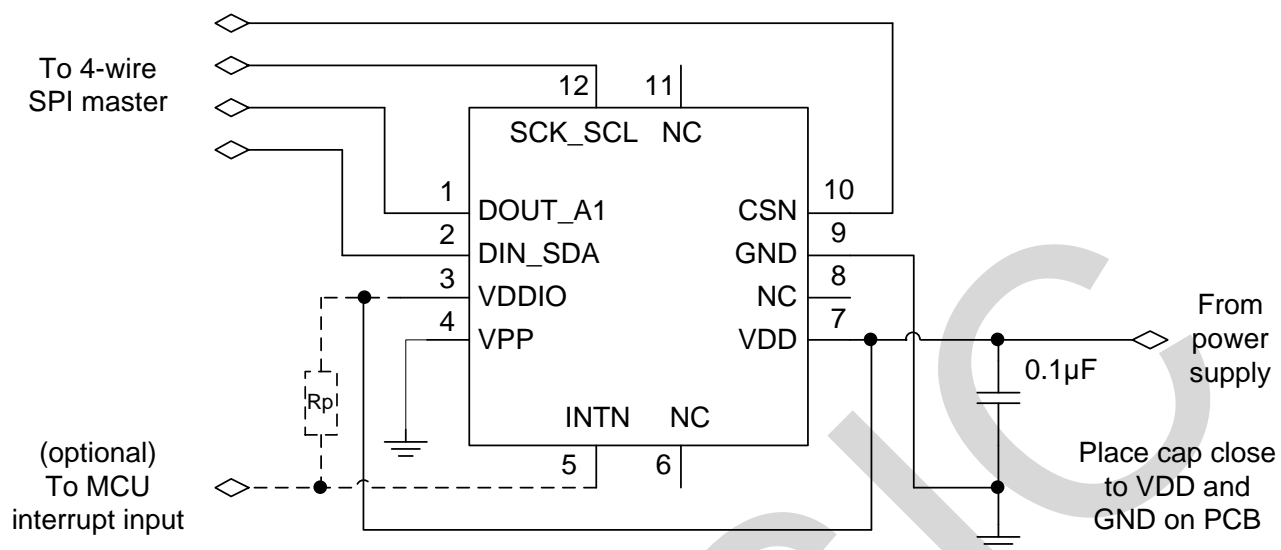 To 4-wire
SPI master
12
11
SCK_SCL
NC
1
DOUT_A1
2
DIN_SDA
3
VDDIO
4
VPP
10
CSN
9
GND
8
NC
7
VDD
From
power
supply
0.1µF
Rp
INTN
NC
5
6
(optional)
To MCU
interrupt input
Place cap close
to VDD and
GND on PCB